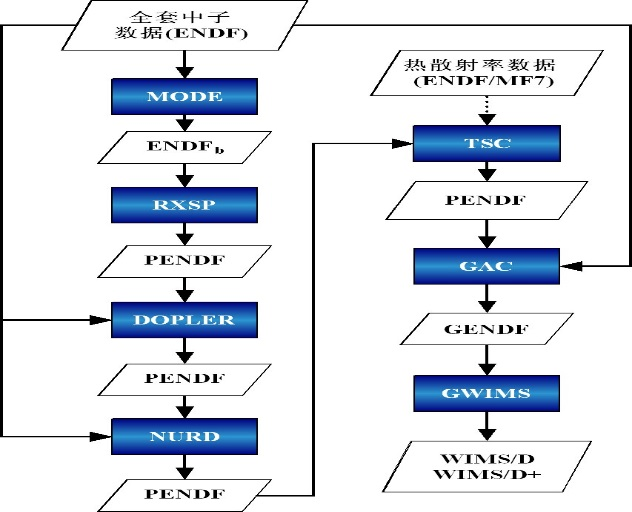 全套中子
数据(ENDF)
MODE
ENDFb
RXSP
PENDF
DOPLER
PENDF
NURD
PENDF
热散射率数据
(ENDF/MF7)
TSC
PENDF
GAC
GENDF
GWIMS
WIMS/D
WIMS/D+